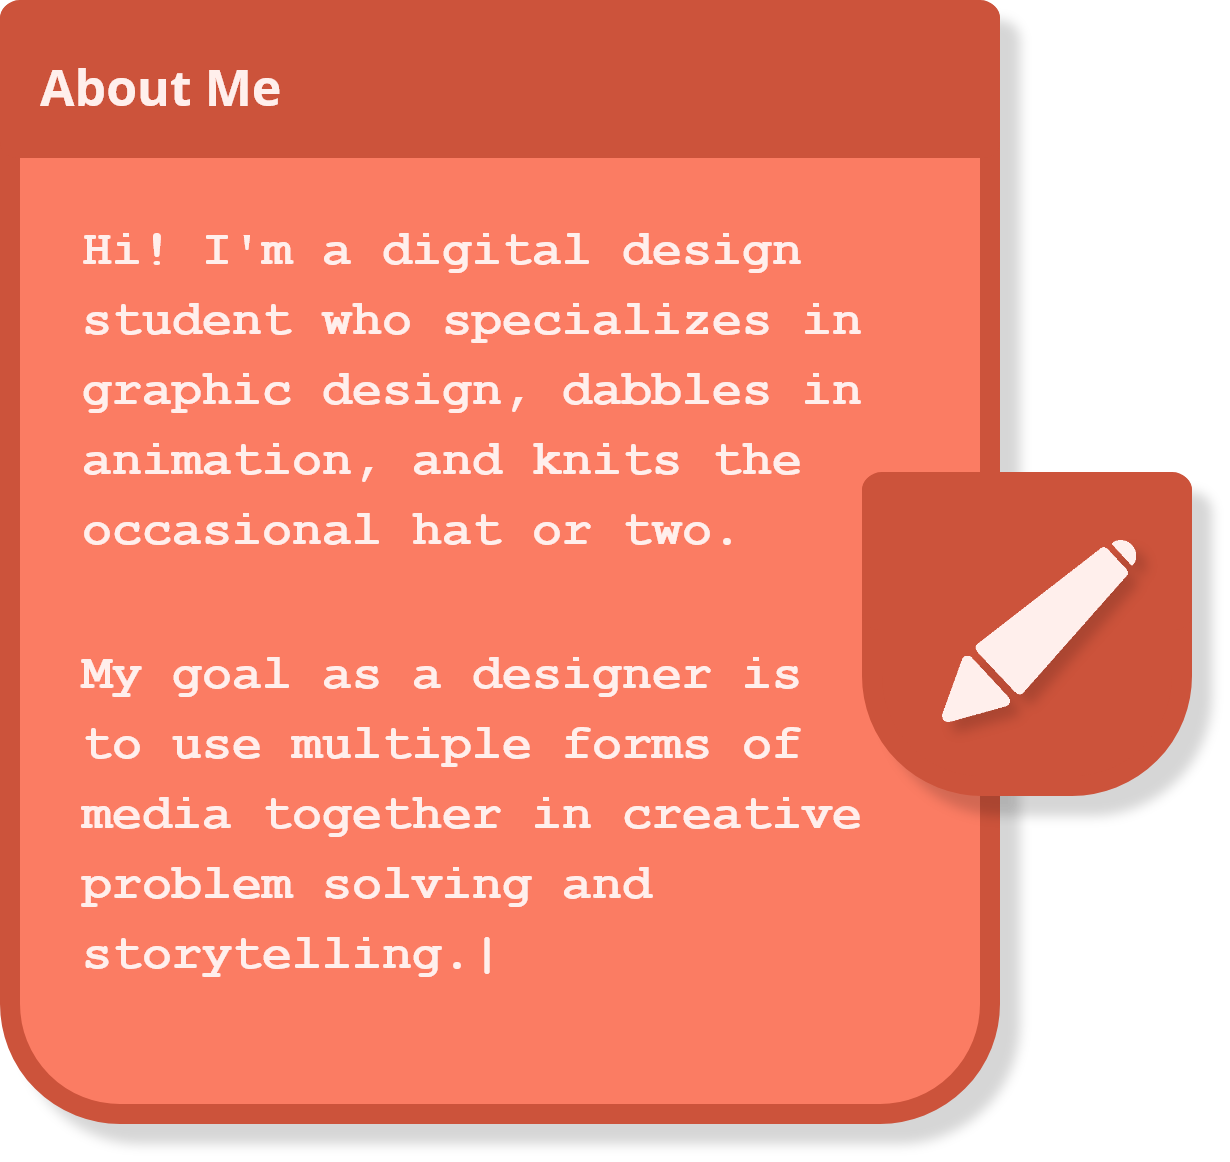 About Me
Hi! I'm a digital design
student who specializes in
graphic design, dabbles in
animation, and knits the
occasional hat or two.
My goal as a designer is
to use multiple forms of
media together in creative
problem solving and
storytelling.|